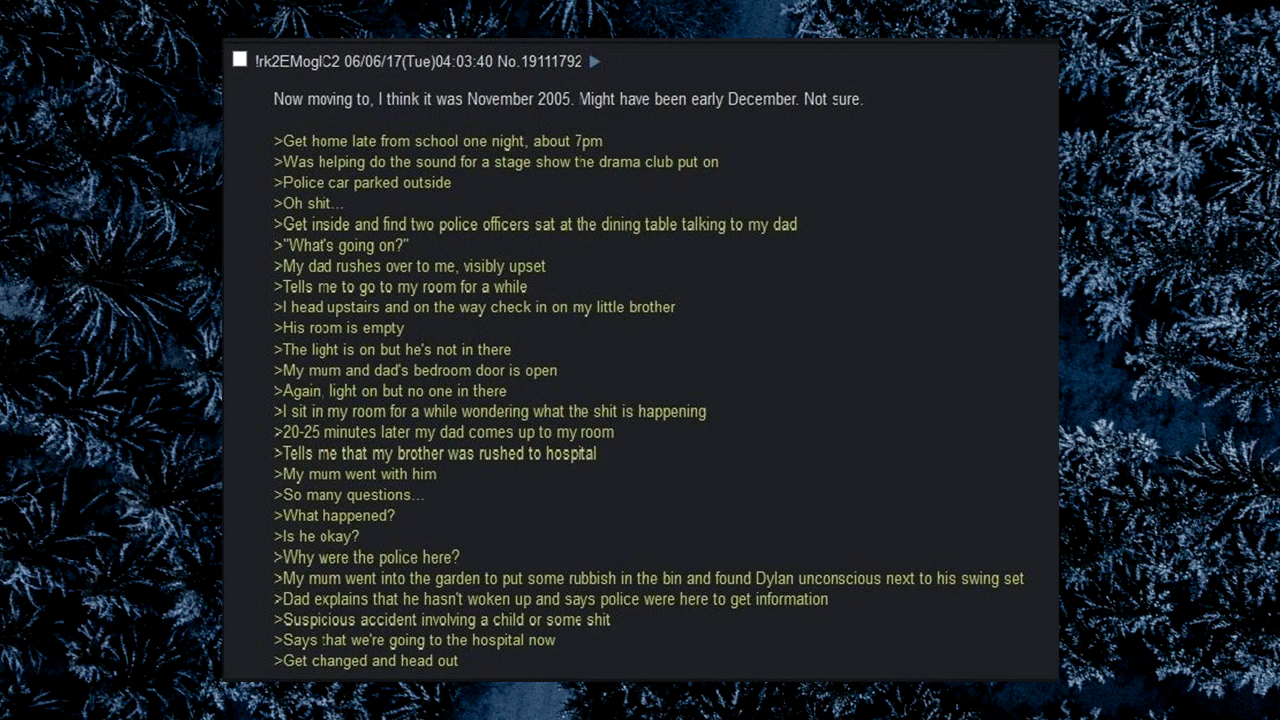 !rk2EMoglC2 06/06/17(Tue)04:03:40 No.19111792
Now moving to, I think it was November 2005. Might have been early December. Not sure.
>Get home late from school one night, about 7pm
>Was helping do the sound for a stage show the drama club put on
>Police car parked outside
>Oh shit...
>Get inside and find two police officers sat at the dining table talking to my dad
>"What's going on?"
>My dad rushes over to me, visibly upset
>Tells me to go to my room for a while
>I head upstairs and on the way check in on my little brother
>His room is empty
>The light is on but he's not in there
>My mum and dad's bedroom door is open
>Again, light on but no one in there
>I sit in my room for a while wondering what the shit is happening
>20-25 minutes later my dad comes up to my room
>Tells me that my brother was rushed to hospital
>My mum went with him
>So many questions...
>What happened?
>Is he okay?
>Why were the police here?
>My mum went into the garden to put some rubbish in the bin and found Dylan unconscious next to his swing set
>Dad explains that he hasn't woken up and says police were here to get information
>Suspicious accident involving a child or some shit
>Says that we're going to the hospital now
>Get changed and head out